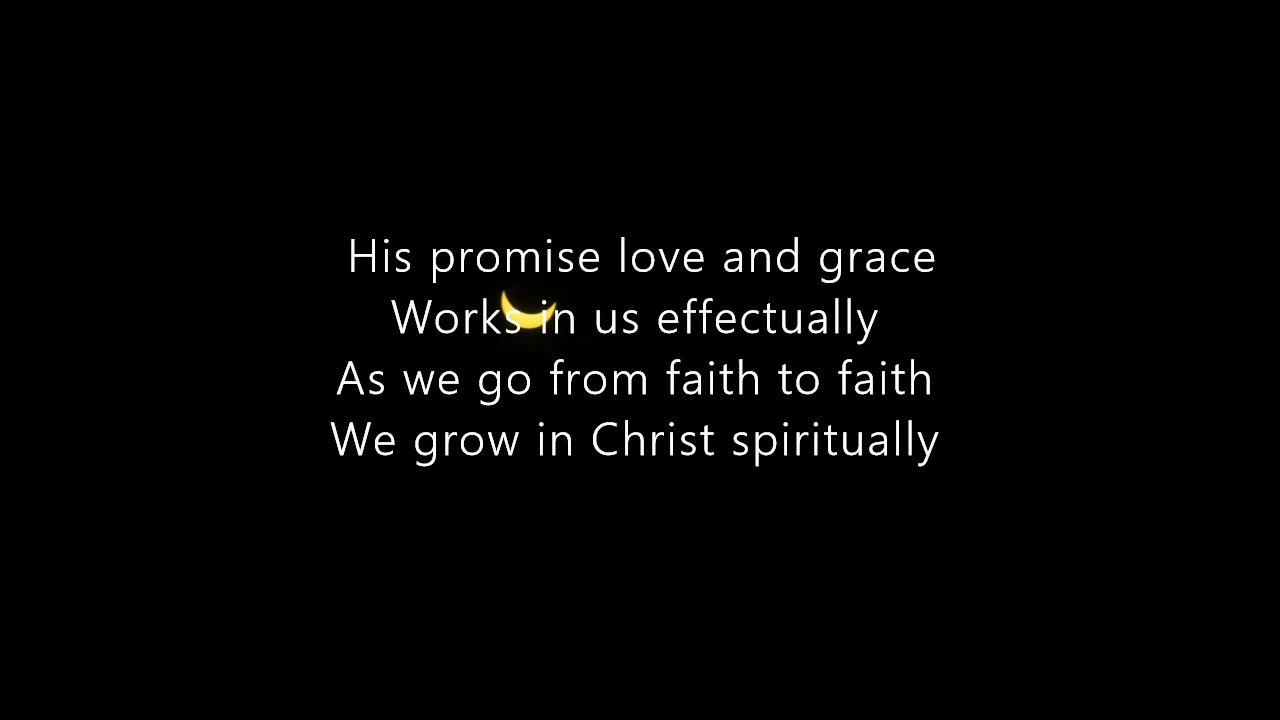 His promise love and grace
Works in us effectually
As we go from faith to faith
We grow in Christ spiritually